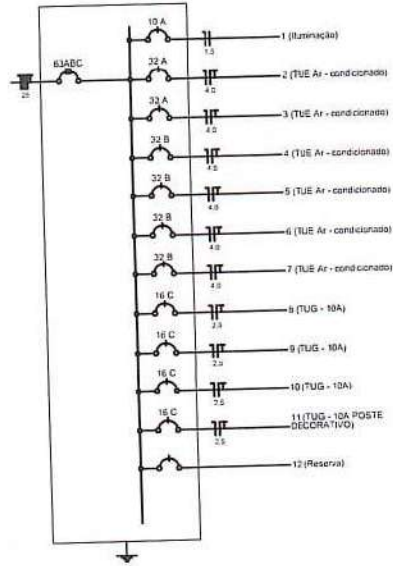 10 A
1 (Iluminação)
1.5
63ABC
25
32 A
2 (TUE Ar - condicionado)
4.0
32 A
3 (TUE Ar - condicionado)
4.0
32 B
4 (TUE Ar - condicionado)
4.0
32 B
5 (TUE Ar - condicionado)
4.0
32 B
6 (TUE Ar - condicionado)
4.0
32 B
7 (TUE Ar - condicionado)
4.0
16 C
8 (TUG - 10A)
2.5
16 C
9 (TUG - 10A)
2.5
16 C
10 (TUG - 10A)
2.5
16 C
11 (TUG - 10A POSTE
DECORATIVO)
2.5
12 (Reserva)